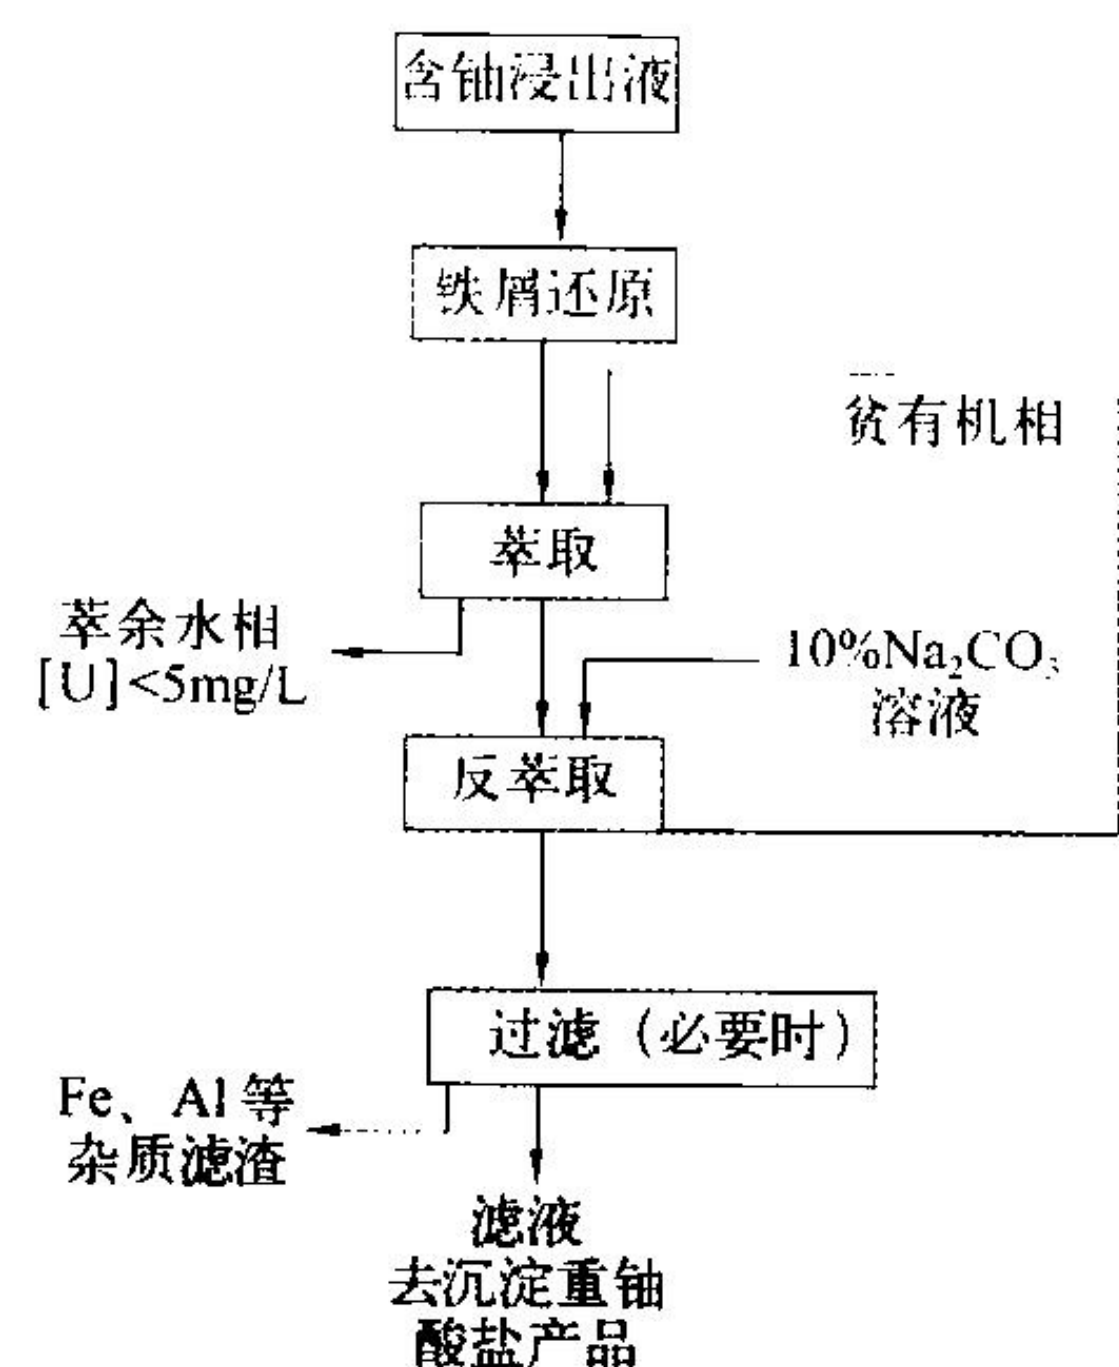 含铀浸出液
铁屑还原
贫有机相
萃取
萃余水相
[U]<5mg/L
10%Na₂CO₃
溶液
反萃取
过滤（必要时）
Fe、Al等
杂质滤渣
滤液
去沉淀重铀
酸盐产品